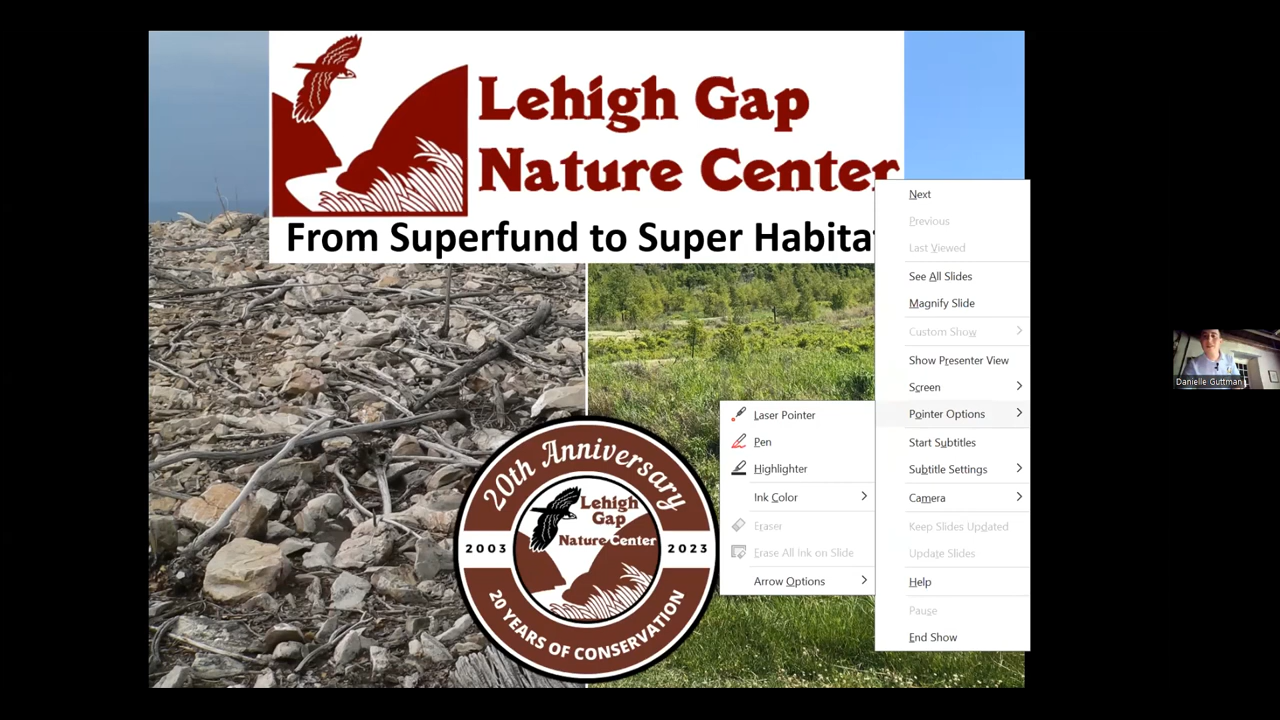 Lehigh Gap
Nature Center
From Superfund to Super Habita
Next
Previous
Last Viewed
See All Slides
Magnify Slide
Custom Show
Show Presenter View
Screen
Pointer Options
Start Subtitles
Subtitle Settings
Camera
Keep Slides Updated
Update Slides
Help
Pause
End Show
Laser Pointer
Pen
Highlighter
Ink Color
Eraser
Erase All Ink on Slide
Arrow Options
20th Anniversary
Lehigh
Gap
Nature Center
2003
2023
20 YEARS OF CONSERVATION
Danielle Guttman